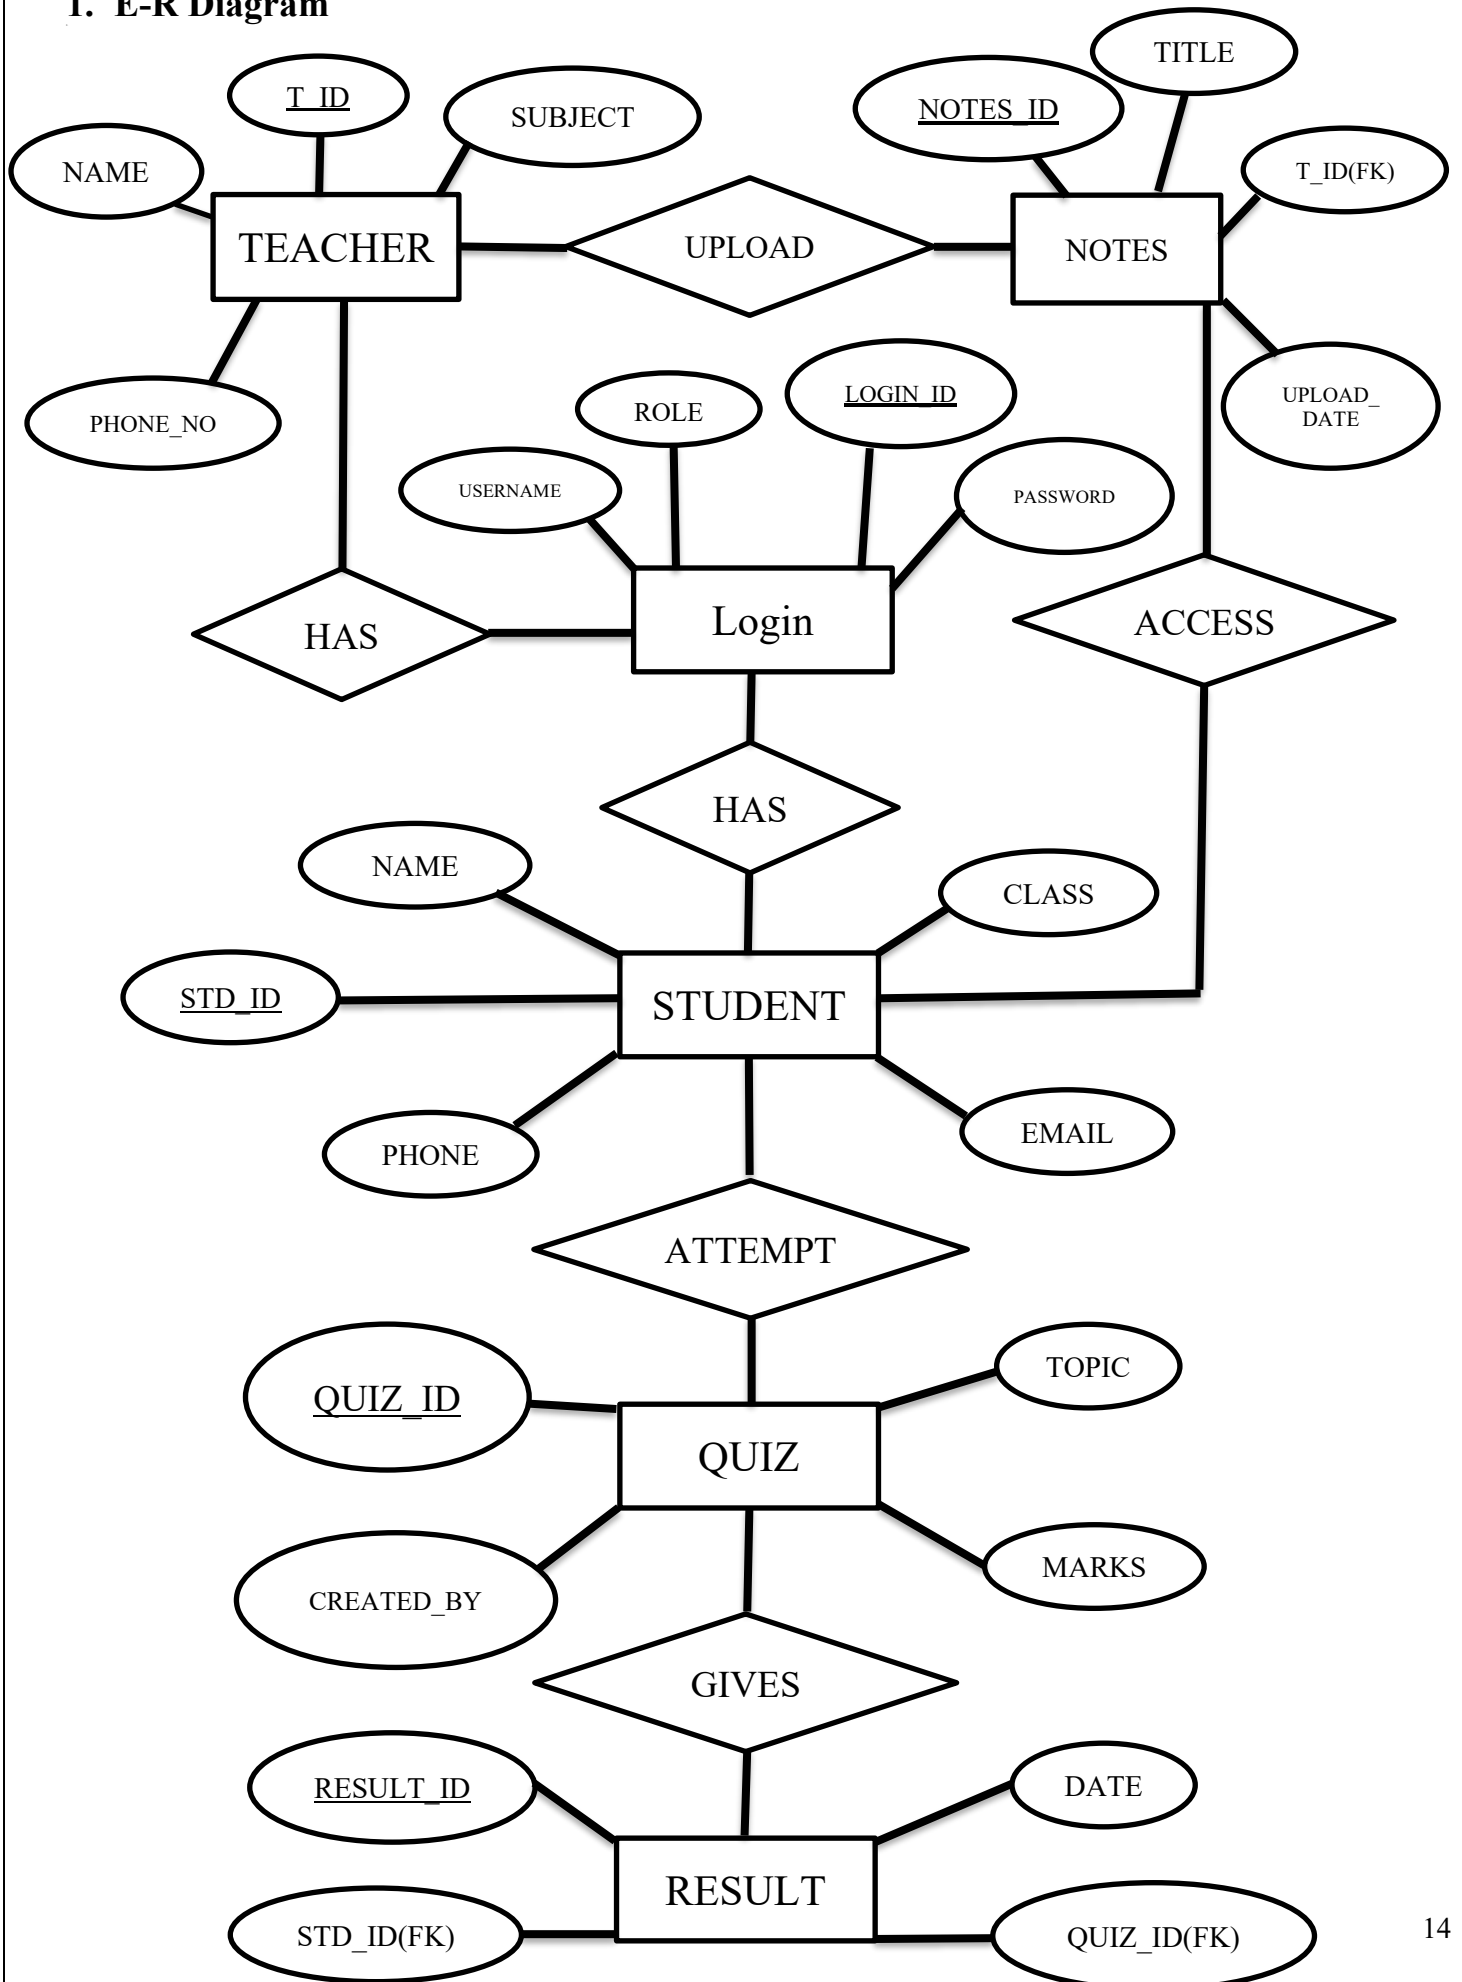 1. E-R Diagram
TITLE
T_ID
SUBJECT
NOTES_ID
NAME
T_ID(FK)
TEACHER
UPLOAD
NOTES
PHONE_NO
ROLE
LOGIN_ID
UPLOAD_
DATE
USERNAME
PASSWORD
HAS
Login
ACCESS
HAS
NAME
CLASS
STD_ID
STUDENT
PHONE
EMAIL
ATTEMPT
QUIZ_ID
TOPIC
QUIZ
CREATED_BY
MARKS
GIVES
RESULT_ID
DATE
RESULT
STD_ID(FK)
QUIZ_ID(FK)
14